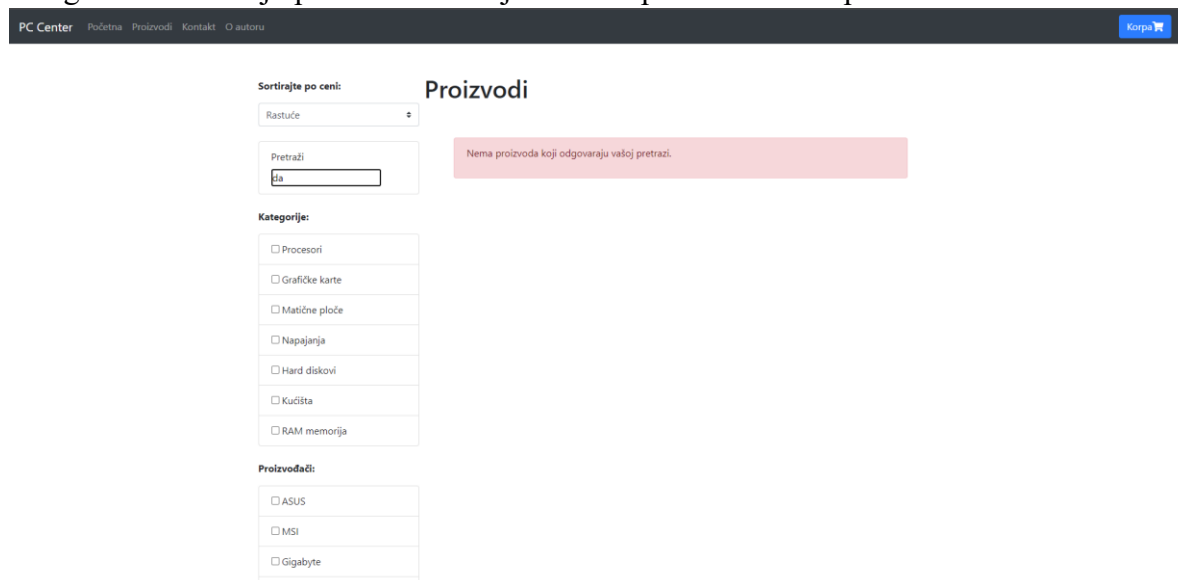 PC Center Početna Proizvodi Kontakt O autoru Korpa
Sortirajte po ceni:
Rastuće
Pretraži
da
Kategorije:
Procesori
Grafičke karte
Matične ploče
Napajanja
Hard diskovi
Kućišta
RAM memorija
Proizvođači:
ASUS
MSI
Gigabyte
Proizvodi
Nema proizvoda koji odgovaraju vašoj pretrazi.